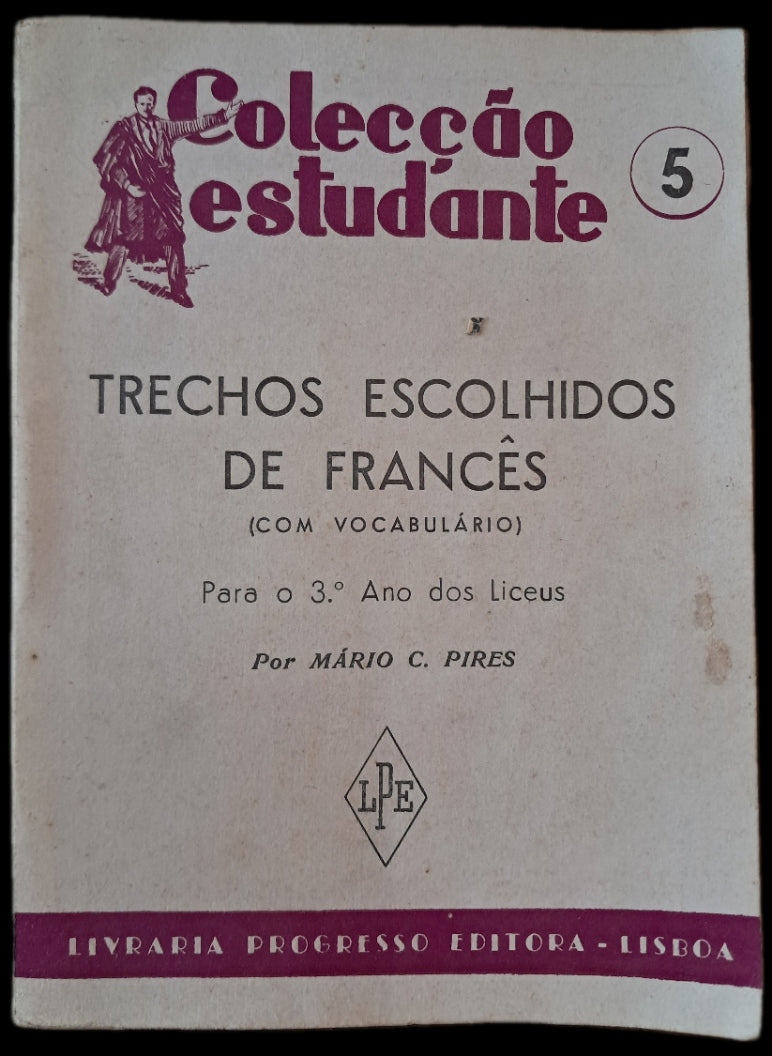 Colecção
estudante
5
TRECHOS ESCOLHIDOS
DE FRANCÊS
(COM VOCABULÁRIO)
Para o 3.º Ano dos Liceus
Por MÁRIO C. PIRES
LPE
LIVRARIA PROGRESSO EDITORA - LISBOA